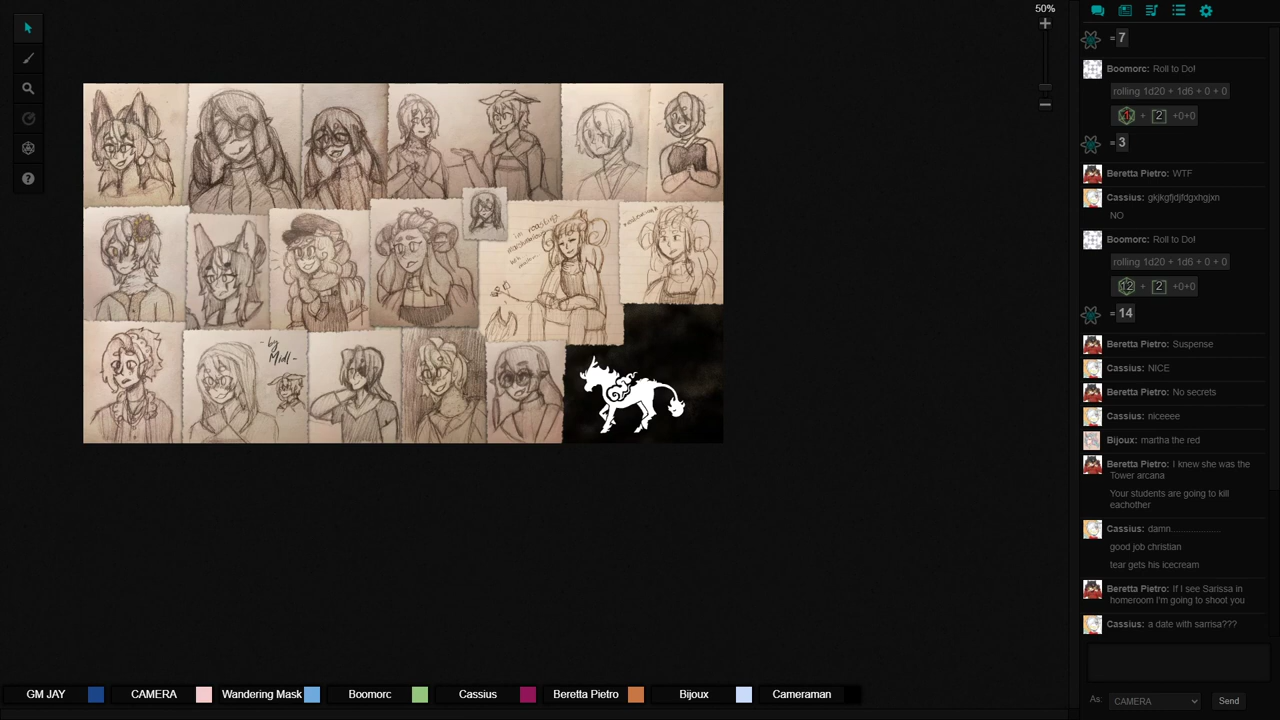 50%
= 7
Boomorc: Roll to Do!
rolling 1d20 + 1d6 + 0 + 0
1 + 2 +0+0
= 3
Beretta Pietro: WTF
Cassius: gkjkgfjdjfdgxhgjxn
NO
Boomorc: Roll to Do!
rolling 1d20 + 1d6 + 0 + 0
12 + 2 +0+0
= 14
Beretta Pietro: Suspense
Cassius: NICE
Beretta Pietro: No secrets
Cassius: niceeee
Bijoux: martha the red
Beretta Pietro: I knew she was the
Tower arcana
Your students are going to kill
eachother
Cassius: damn.......................
good job christian
tear gets his icecream
Beretta Pietro: If I see Sarissa in
homeroom I'm going to shoot you
Cassius: a date with sarrisa???
As: CAMERA
Send
im roasting
- by
Midl -
GM JAY
CAMERA
Wandering Mask
Boomorc
Cassius
Beretta Pietro
Bijoux
Cameraman